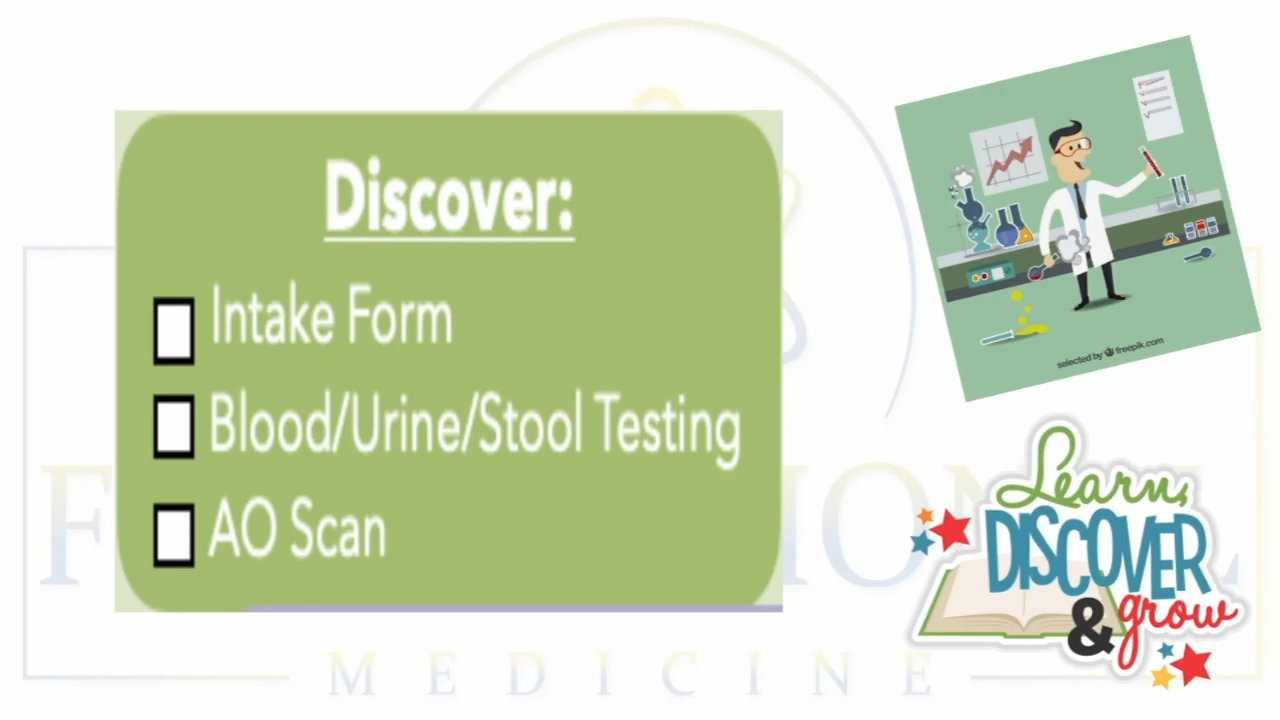 Discover:
Intake Form
Blood/Urine/Stool Testing
AO Scan
selected by freepik.com
Learn,
DISCOVER
& grow
MEDICINE